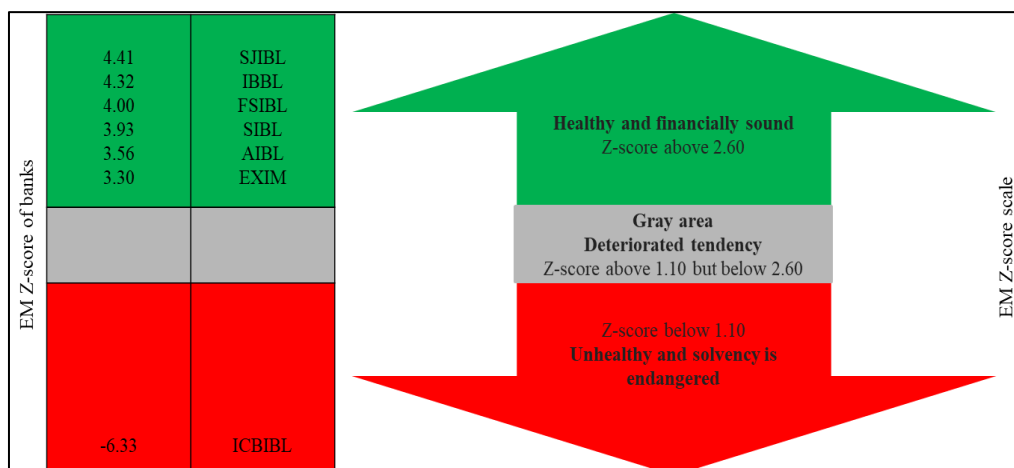 EM Z-score of banks
4.41 SJIBL
4.32 IBBL
4.00 FSIBL
3.93 SIBL
3.56 AIBL
3.30 EXIM
-6.33 ICBIBL
Healthy and financially sound
Z-score above 2.60
Gray area
Deteriorated tendency
Z-score above 1.10 but below 2.60
Z-score below 1.10
Unhealthy and solvency is
endangered
EM Z-score scale